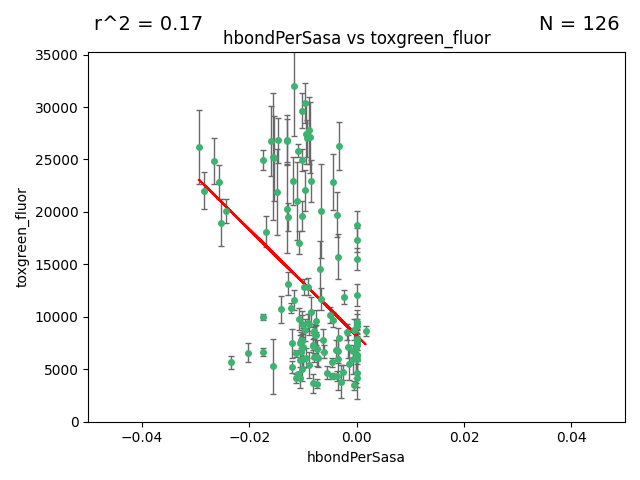 r^2 = 0.17
N = 126
hbondPerSasa vs toxgreen_fluor
35000
30000
25000
20000
15000
10000
5000
0
toxgreen_fluor
−0.04
−0.02
0.00
0.02
0.04
hbondPerSasa